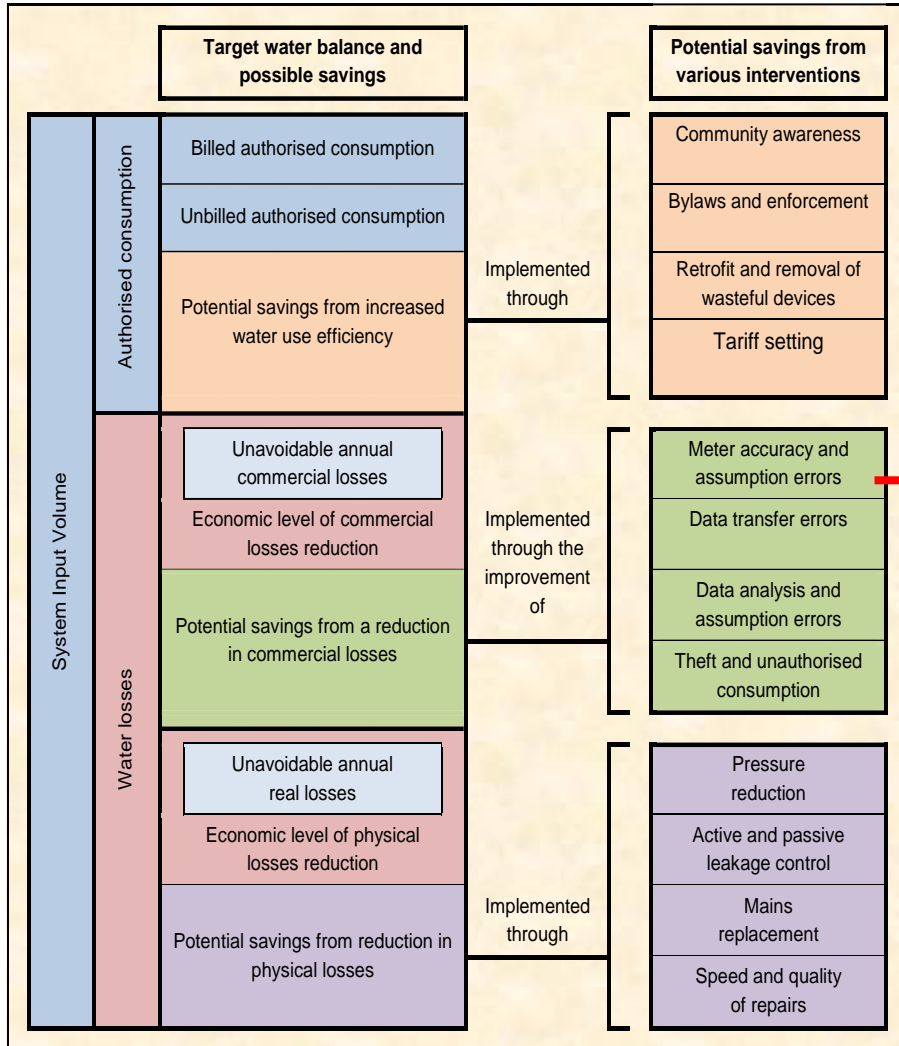 Target water balance and
possible savings
Potential savings from
various interventions
System Input Volume
Authorised consumption
Billed authorised consumption
Unbilled authorised consumption
Potential savings from increased
water use efficiency
Implemented
through
Community awareness
Bylaws and enforcement
Retrofit and removal of
wasteful devices
Tariff setting
Water losses
Unavoidable annual
commercial losses
Economic level of commercial
losses reduction
Potential savings from a reduction
in commercial losses
Implemented
through the
improvement
of
Meter accuracy and
assumption errors
Data transfer errors
Data analysis and
assumption errors
Theft and unauthorised
consumption
Unavoidable annual
real losses
Economic level of physical
losses reduction
Potential savings from reduction in
physical losses
Implemented
through
Pressure
reduction
Active and passive
leakage control
Mains
replacement
Speed and quality
of repairs